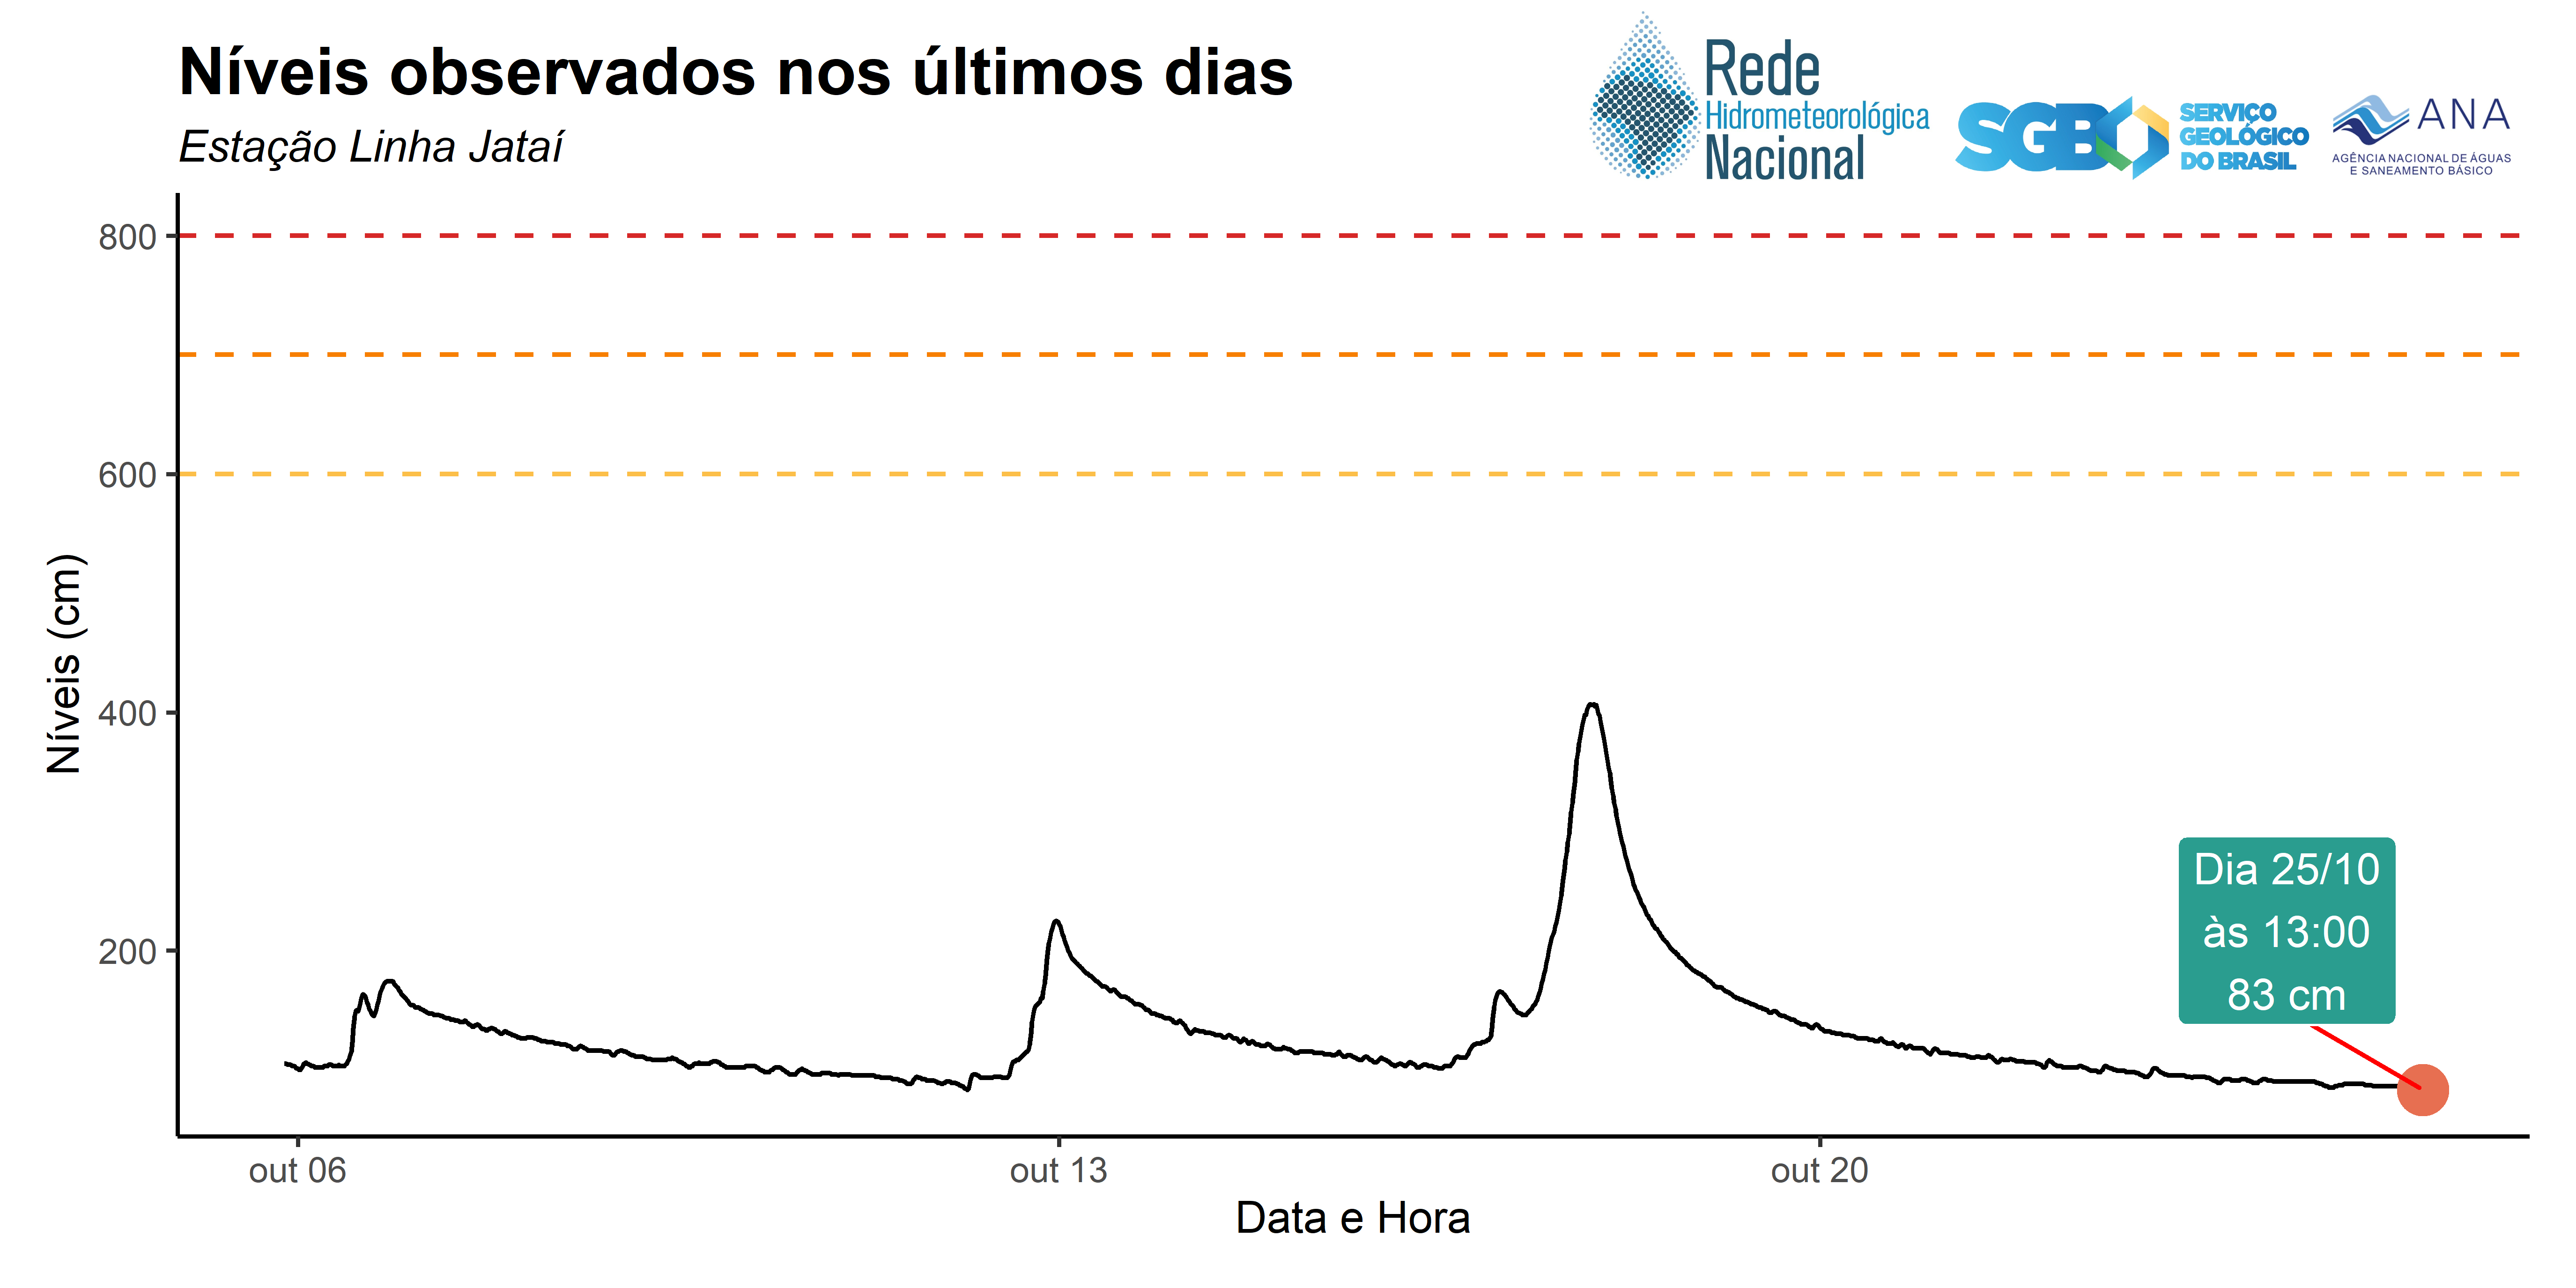 Níveis observados nos últimos dias
Estação Linha Jataí
Rede
Hidrometeorológica
Nacional
SGB
SERVIÇO
GEOLÓGICO
DO BRASIL
ANA
AGÊNCIA NACIONAL DE ÁGUAS
E SANEAMENTO BÁSICO
Níveis (cm)
800
600
400
200
Dia 25/10
às 13:00
83 cm
out 06
out 13
out 20
Data e Hora